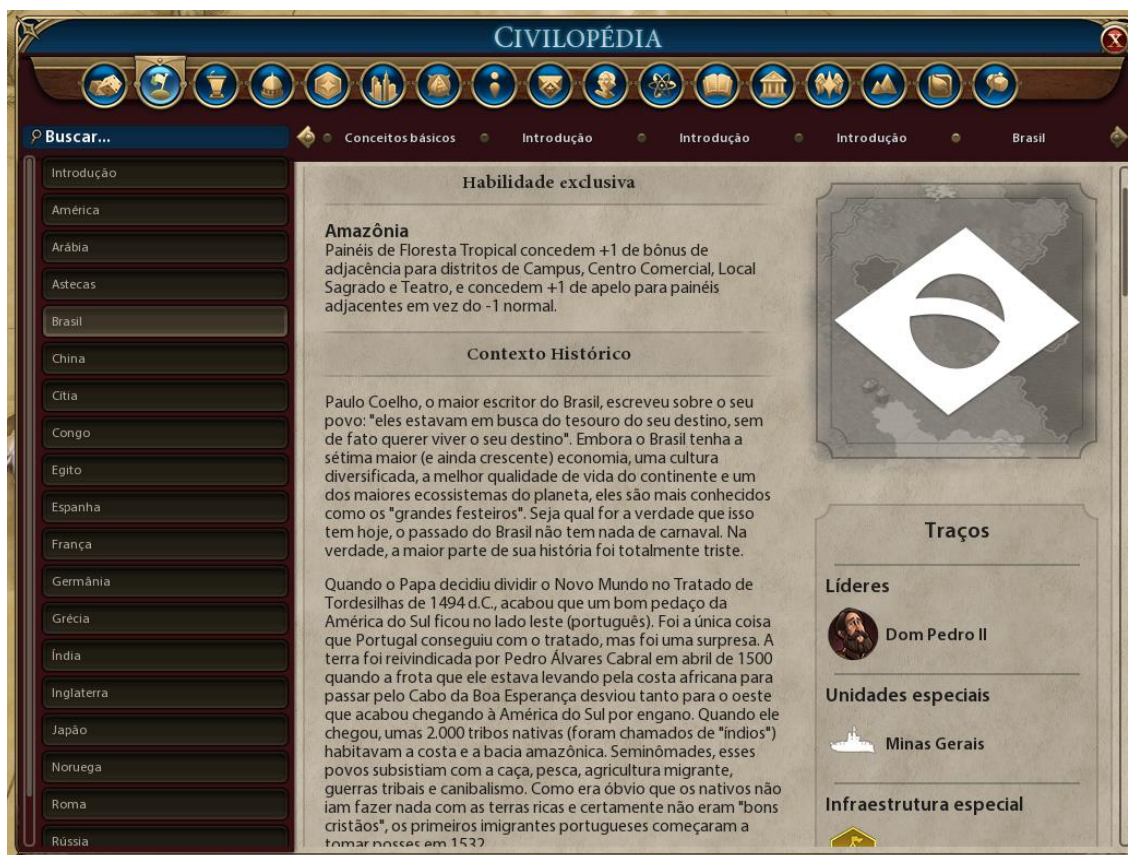 CIVILOPÉDIA
X
Buscar...
Conceitos básicos
Introdução
Introdução
Introdução
Brasil
Introdução
América
Arábia
Astecas
Brasil
China
Cítia
Congo
Egito
Espanha
França
Germânia
Grécia
Índia
Inglaterra
Japão
Noruega
Roma
Rússia
Habilidade exclusiva
Amazônia
Painéis de Floresta Tropical concedem +1 de bônus de
adjacência para distritos de Campus, Centro Comercial, Local
Sagrado e Teatro, e concedem +1 de apelo para painéis
adjacentes em vez do -1 normal.
Contexto Histórico
Paulo Coelho, o maior escritor do Brasil, escreveu sobre o seu
povo: "eles estavam em busca do tesouro do seu destino, sem
de fato querer viver o seu destino". Embora o Brasil tenha a
sétima maior (e ainda crescente) economia, uma cultura
diversificada, a melhor qualidade de vida do continente e um
dos maiores ecossistemas do planeta, eles são mais conhecidos
como os "grandes festeiros". Seja qual for a verdade que isso
tem hoje, o passado do Brasil não tem nada de carnaval. Na
verdade, a maior parte de sua história foi totalmente triste.
Quando o Papa decidiu dividir o Novo Mundo no Tratado de
Tordesilhas de 1494 d.C., acabou que um bom pedaço da
América do Sul ficou no lado leste (português). Foi a única coisa
que Portugal conseguiu com o tratado, mas foi uma surpresa. A
terra foi reivindicada por Pedro Álvares Cabral em abril de 1500
quando a frota que ele estava levando pela costa africana para
passar pelo Cabo da Boa Esperança desviou tanto para o oeste
que acabou chegando à América do Sul por engano. Quando ele
chegou, umas 2.000 tribos nativas (foram chamados de "índios")
habitavam a costa e a bacia amazônica. Seminômades, esses
povos subsistiam com a caça, pesca, agricultura migrante,
guerras tribais e canibalismo. Como era óbvio que os nativos não
iam fazer nada com as terras ricas e certamente não eram "bons
cristãos", os primeiros imigrantes portugueses começaram a
tomar posses em 1532
Traços
Líderes
Dom Pedro II
Unidades especiais
Minas Gerais
Infraestrutura especial